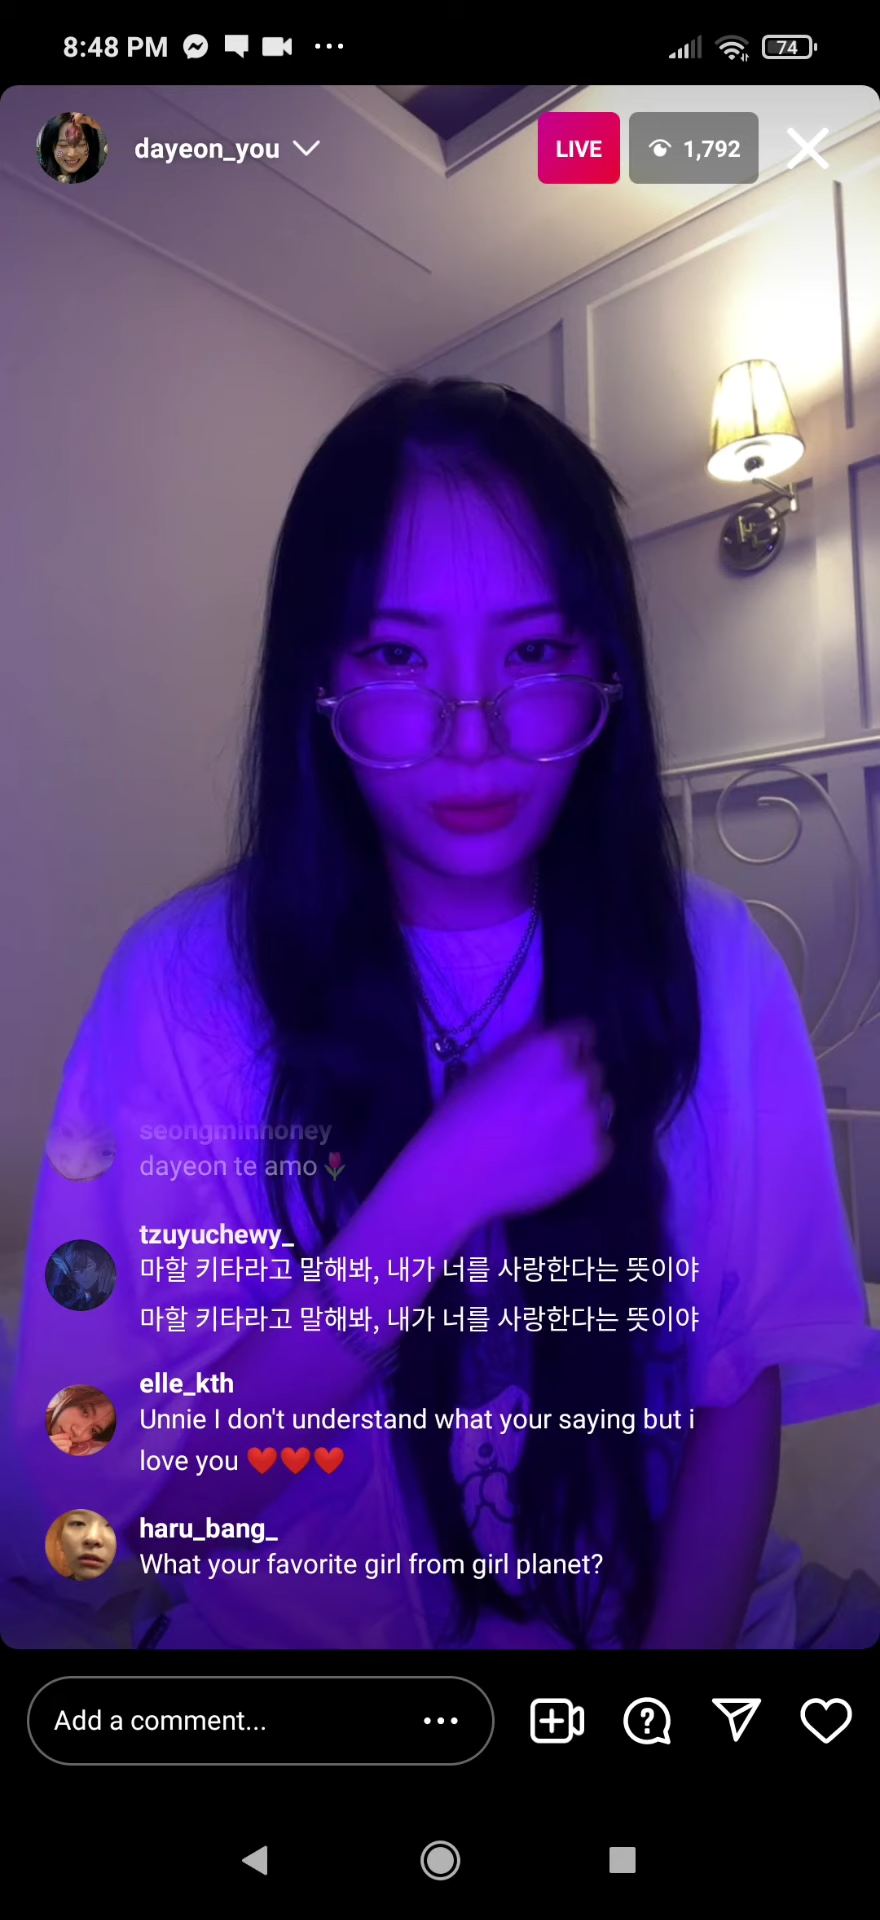 8:48 PM
74
dayeon_you
LIVE
1,792
seongminhoney
dayeon te amo🌷
tzuyuchewy_
마할 키타라고 말해봐, 내가 너를 사랑한다는 뜻이야
마할 키타라고 말해봐, 내가 너를 사랑한다는 뜻이야
elle_kth
Unnie I don't understand what your saying but i
love you ❤️❤️❤️
haru_bang_
What your favorite girl from girl planet?
Add a comment...